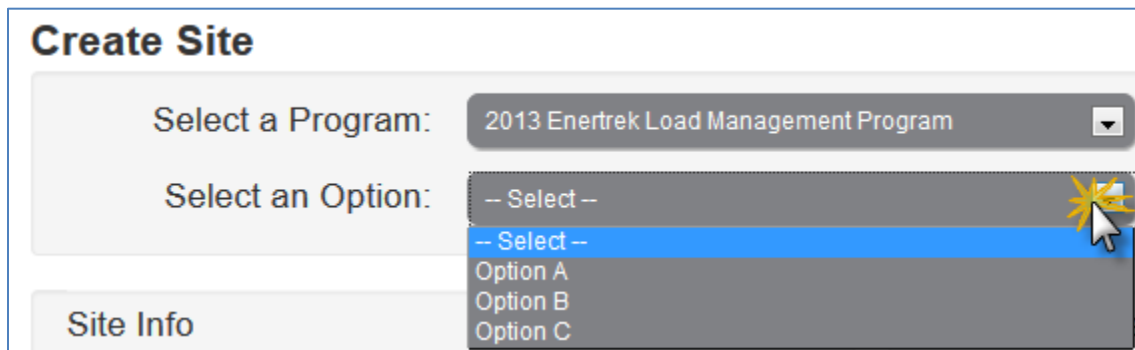 Create Site
Select a Program: 2013 Enertrek Load Management Program
Select an Option: -- Select --
-- Select --
Option A
Option B
Option C
Site Info